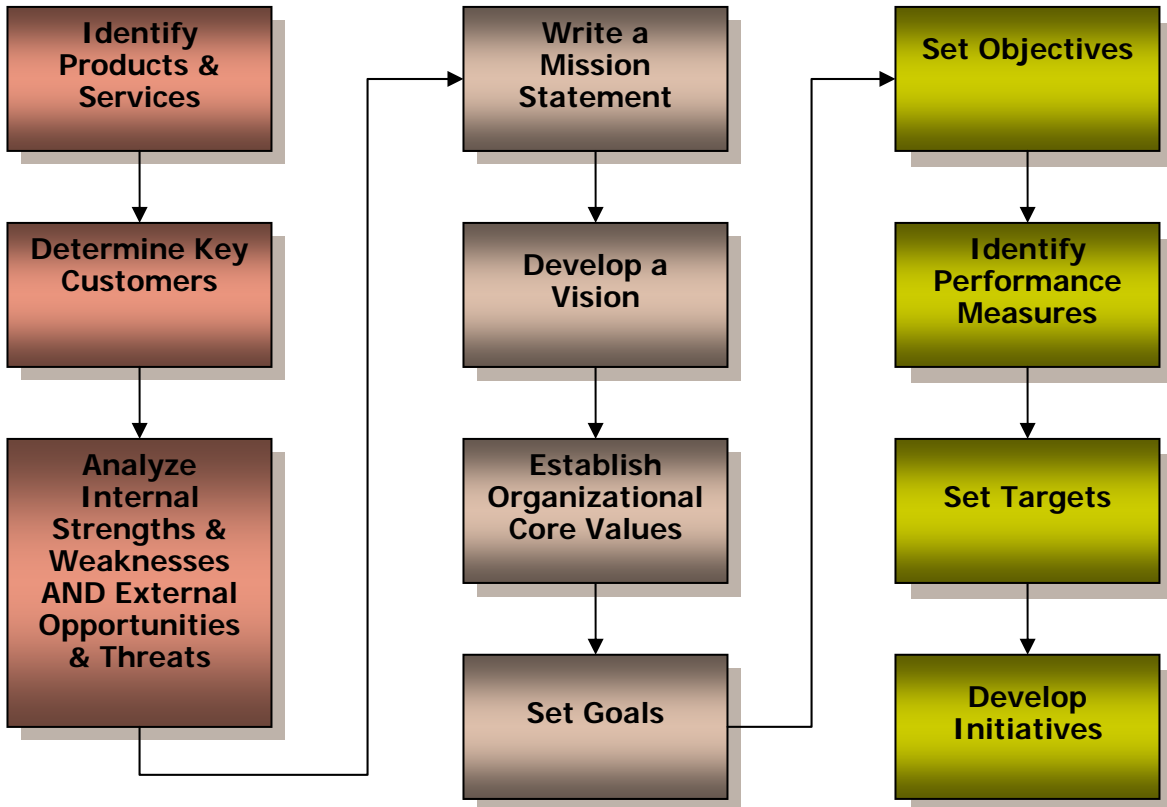 Identify
Products &
Services
Determine Key
Customers
Analyze
Internal
Strengths &
Weaknesses
AND External
Opportunities
& Threats
Write a
Mission
Statement
Develop a
Vision
Establish
Organizational
Core Values
Set Goals
Set Objectives
Identify
Performance
Measures
Set Targets
Develop
Initiatives